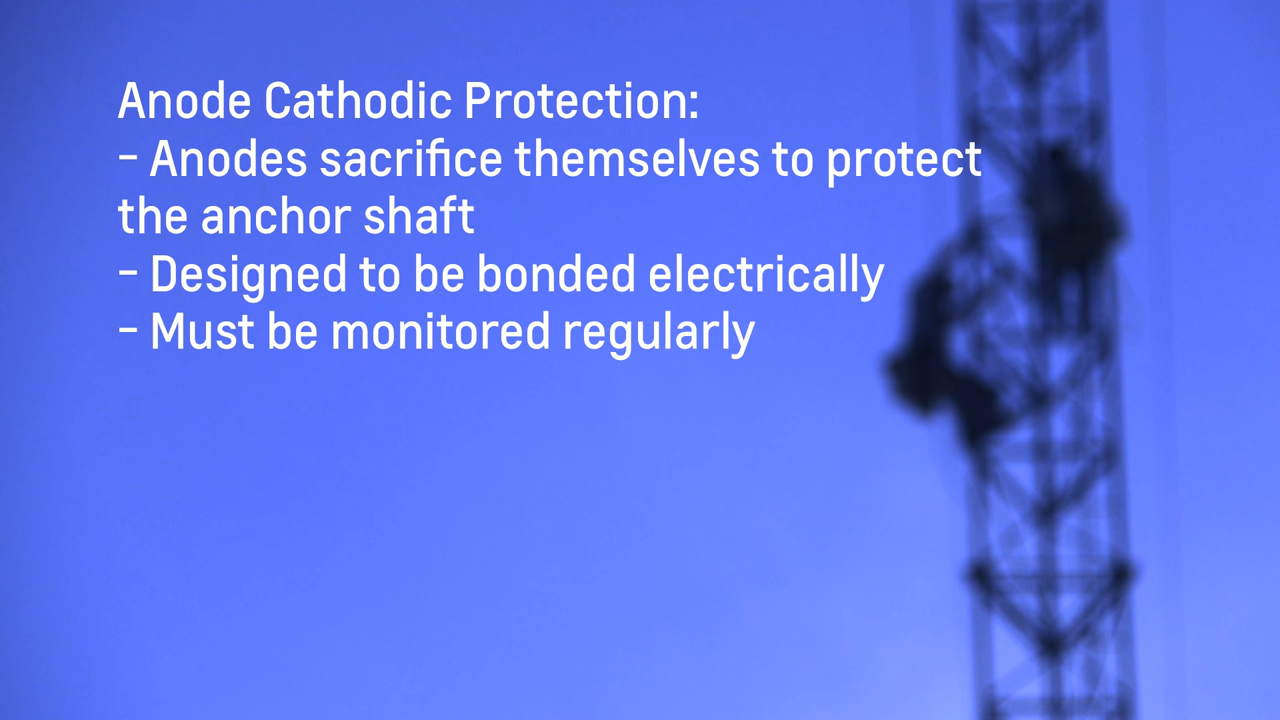 Anode Cathodic Protection:
– Anodes sacrifice themselves to protect
the anchor shaft
– Designed to be bonded electrically
– Must be monitored regularly